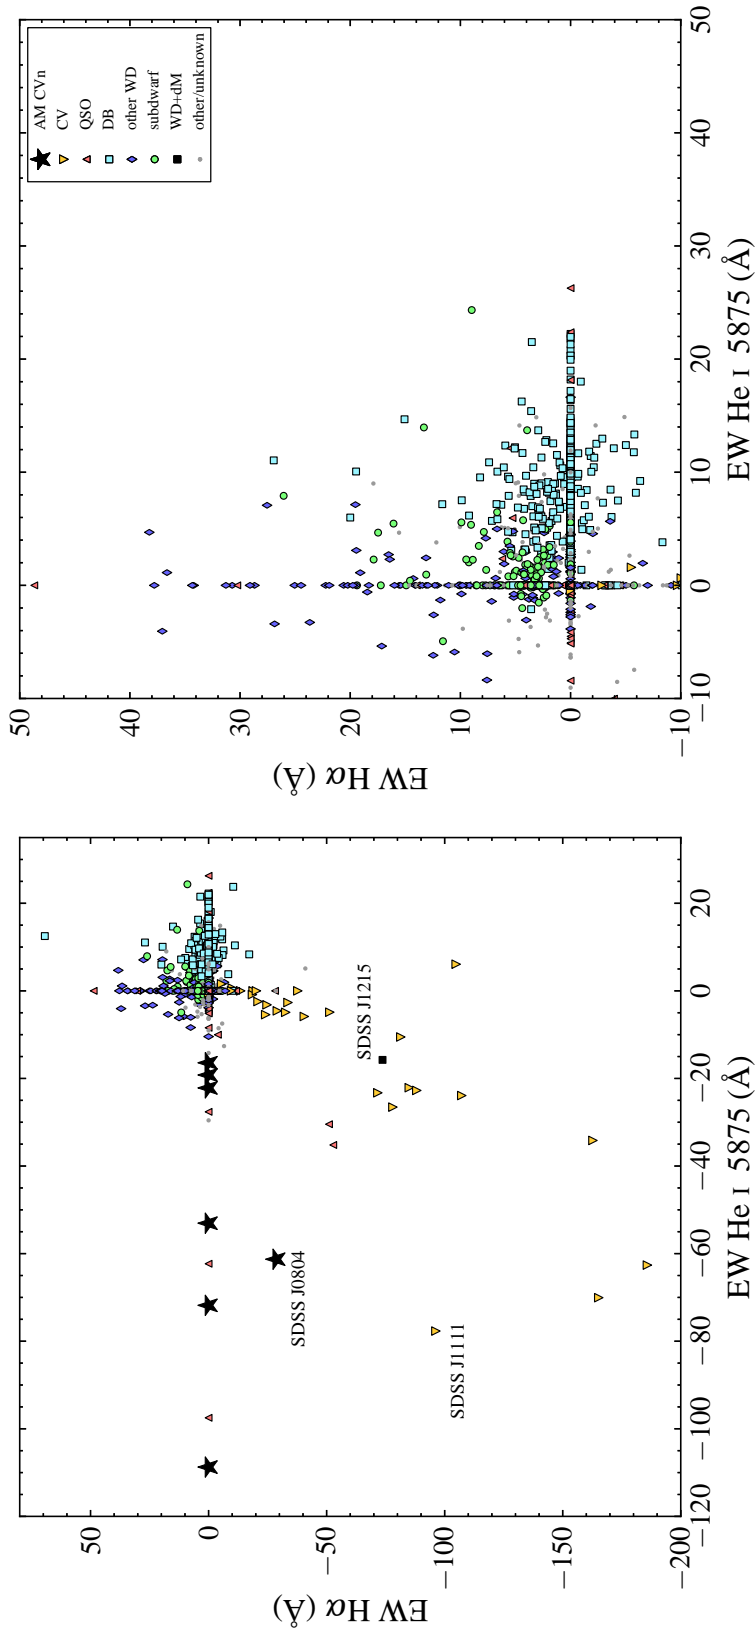 50
0
−50
−100
−150
−200
EW Hα (Å)
−120
−100
−80
−60
−40
−20
0
20
EW He I 5875 (Å)
SDSS J0804
SDSS J1111
SDSS J1215
50
40
30
20
10
0
−10
EW Hα (Å)
−10
0
10
20
30
40
50
EW He I 5875 (Å)
AM CVn
CV
QSO
DB
other WD
subdwarf
WD+dM
other/unknown